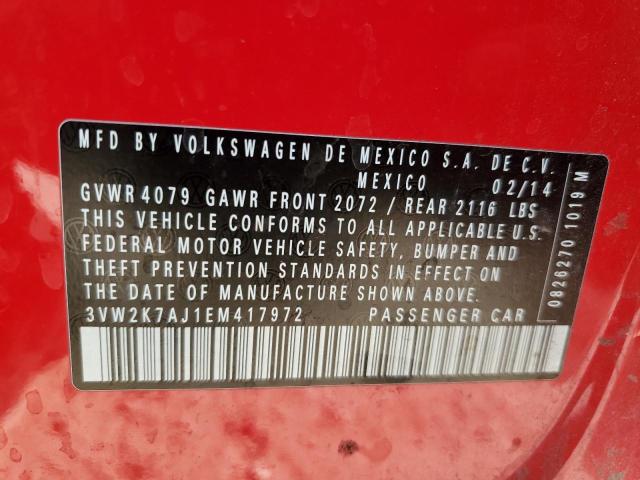 MFD BY VOLKSWAGEN DE MEXICO S.A. DE C.V.
MEXICO 02/14
GVWR 4079 GAWR FRONT 2072 / REAR 2116 LBS
THIS VEHICLE CONFORMS TO ALL APPLICABLE U.S.
FEDERAL MOTOR VEHICLE SAFETY, BUMPER AND
THEFT PREVENTION STANDARDS IN EFFECT ON
THE DATE OF MANUFACTURE SHOWN ABOVE.
3VW2K7AJ1EM417972 PASSENGER CAR
0826270 1019 M